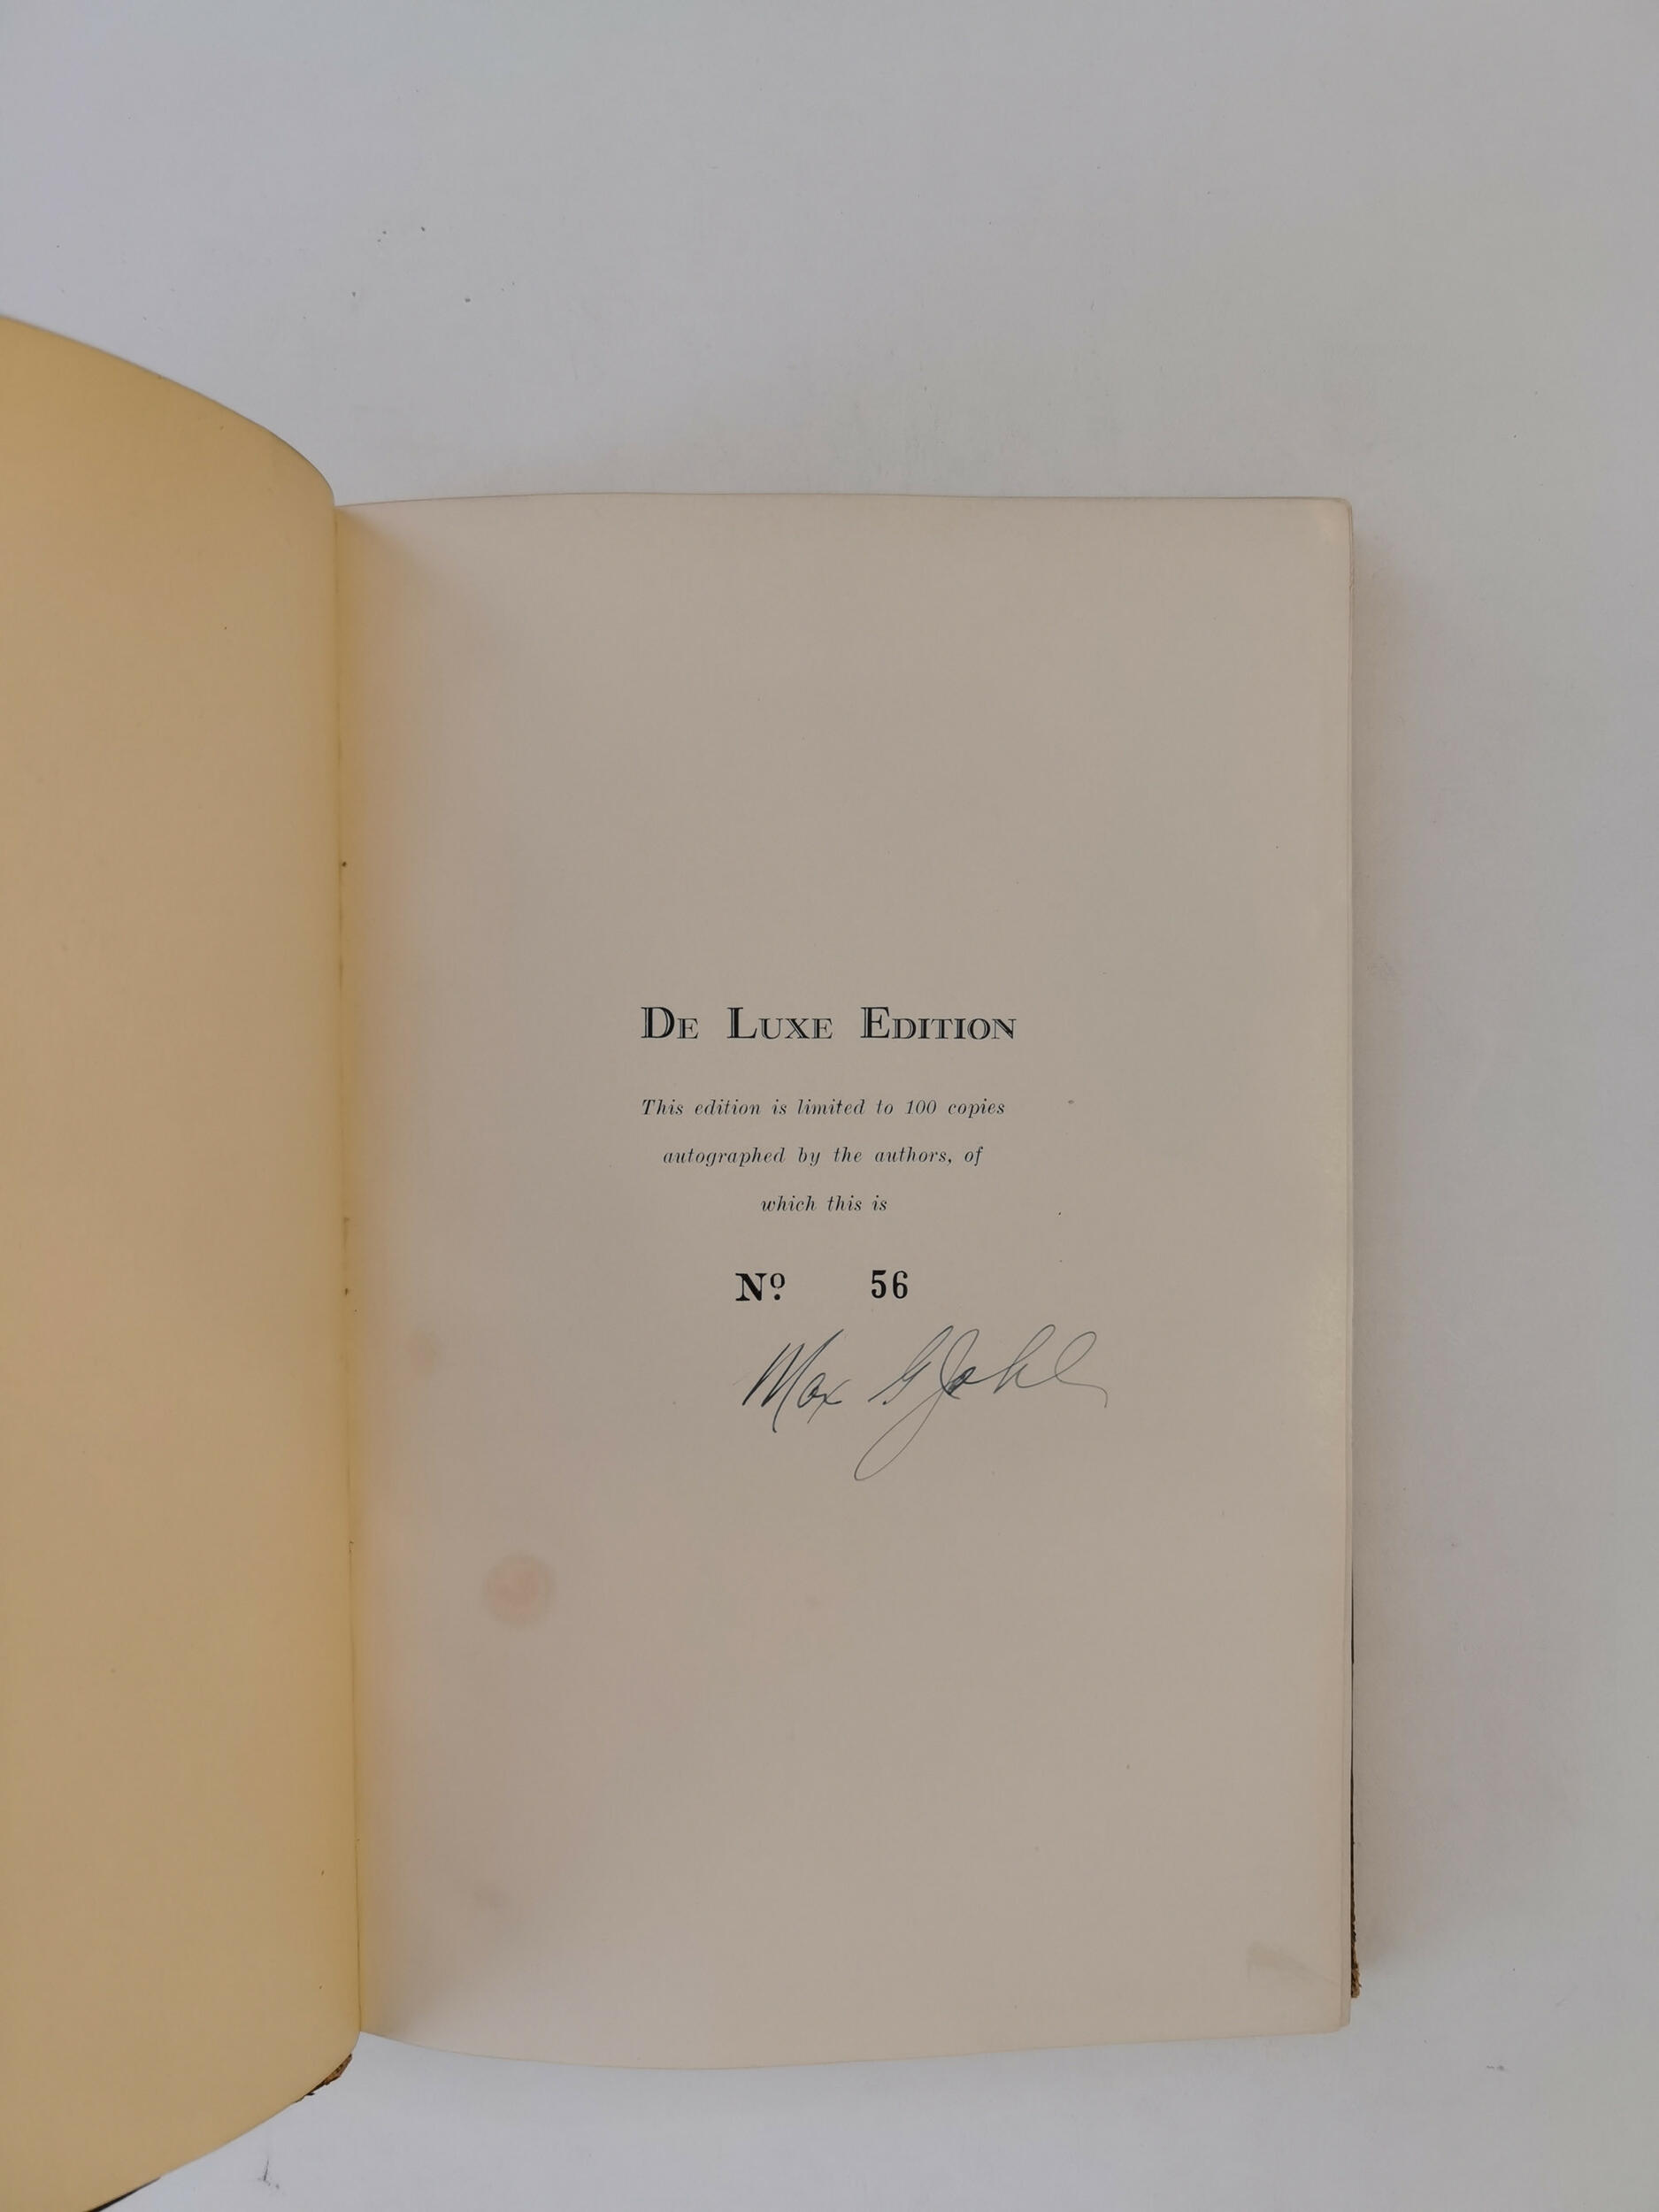 De Luxe Edition
This edition is limited to 100 copies
autographed by the authors, of
which this is
No. 56
Max G Johl